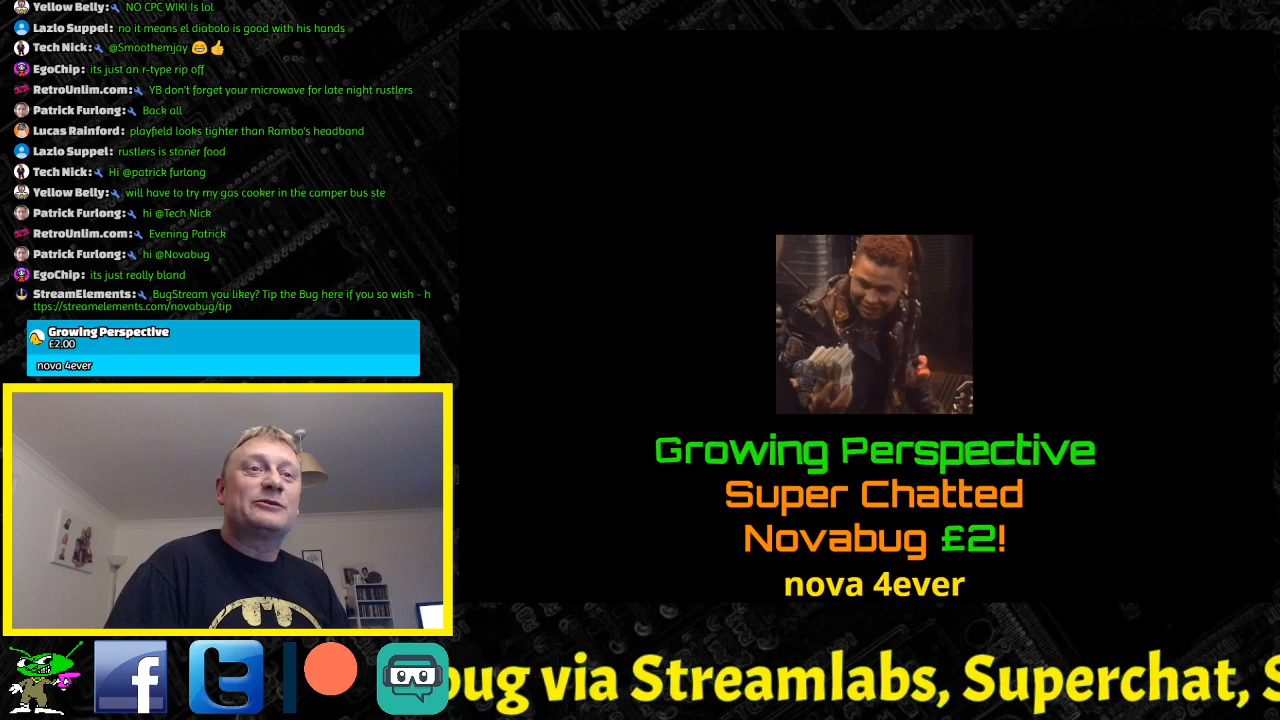 Yellow Belly: NO CPC WIKI Is lol
Lazlo Suppel: no it means el diabolo is good with his hands
Tech Nick: @Smoothemjay 😂👍
EgoChip: its just an r-type rip off
RetroUnlim.com: YB don't forget your microwave for late night rustlers
Patrick Furlong: Back all
Lucas Rainford: playfield looks tighter than Rambo's headband
Lazlo Suppel: rustlers is stoner food
Tech Nick: Hi @patrick furlong
Yellow Belly: will have to try my gas cooker in the camper bus ste
Patrick Furlong: hi @Tech Nick
RetroUnlim.com: Evening Patrick
Patrick Furlong: hi @Novabug
EgoChip: its just really bland
StreamElements: BugStream you likey? Tip the Bug here if you so wish - h
ttps://streamelements.com/novabug/tip
Growing Perspective
£2.00
nova 4ever
Growing Perspective
Super Chatted
Novabug £2!
nova 4ever
oug via Streamlabs, Superchat, S